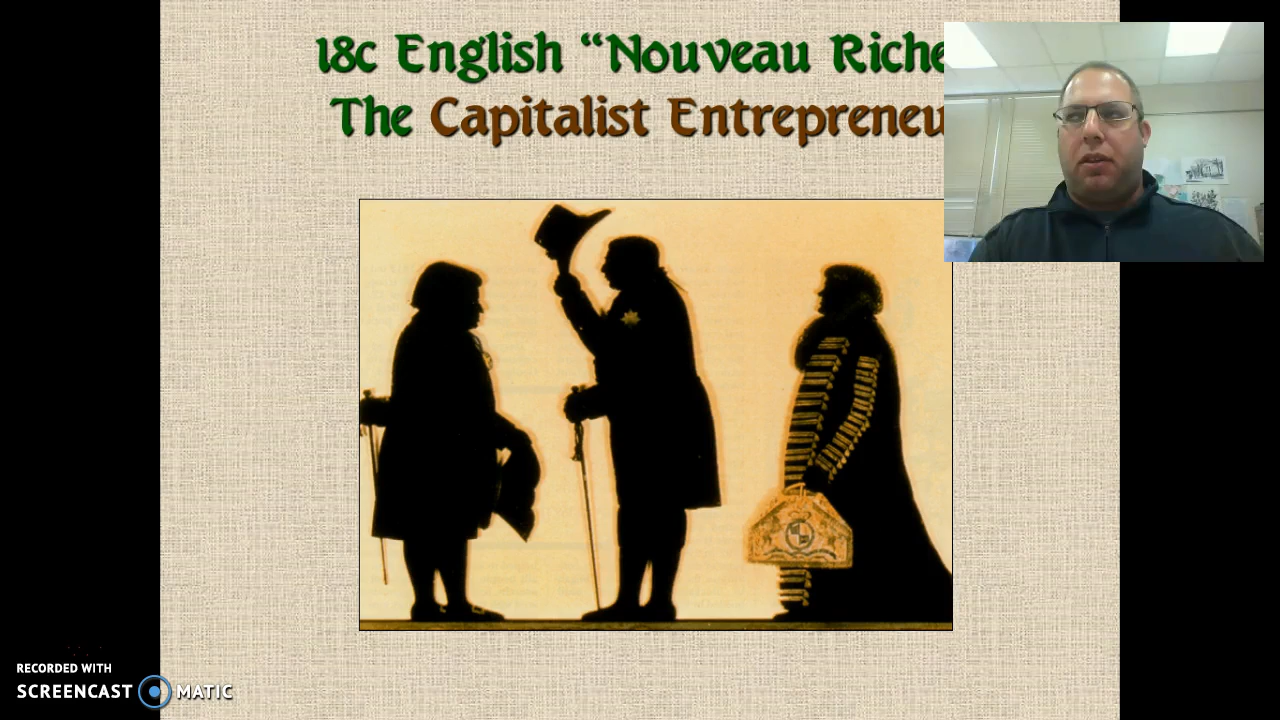 18c English “Nouveau Riche
The Capitalist Entrepreneu
RECORDED WITH
SCREENCAST MATIC